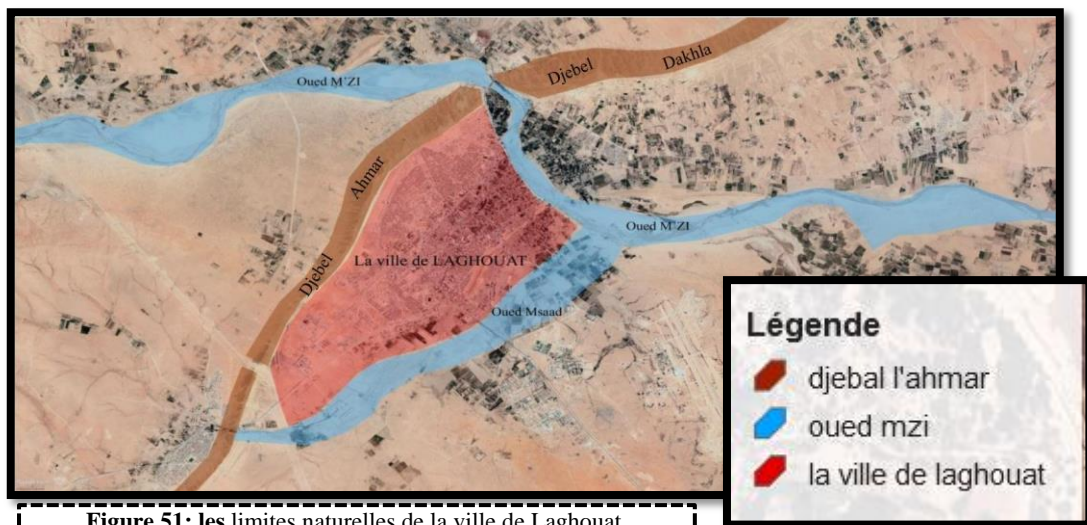 Oued M'ZI
Djebel Dakhla
Djebel Ahmar
La ville de LAGHOUAT
Oued M'ZI
Oued Msaad
Légende
djebal l'ahmar
oued mzi
la ville de laghouat
Figure 51: les limites naturelles de la ville de Laghouat